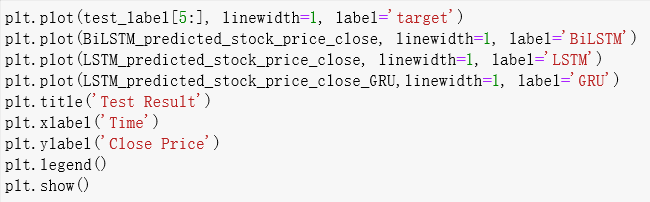 plt.plot(test_label[5:], linewidth=1, label='target')
plt.plot(BiLSTM_predicted_stock_price_close, linewidth=1, label='BiLSTM')
plt.plot(LSTM_predicted_stock_price_close, linewidth=1, label='LSTM')
plt.plot(LSTM_predicted_stock_price_close_GRU,linewidth=1, label='GRU')
plt.title('Test Result')
plt.xlabel('Time')
plt.ylabel('Close Price')
plt.legend()
plt.show()